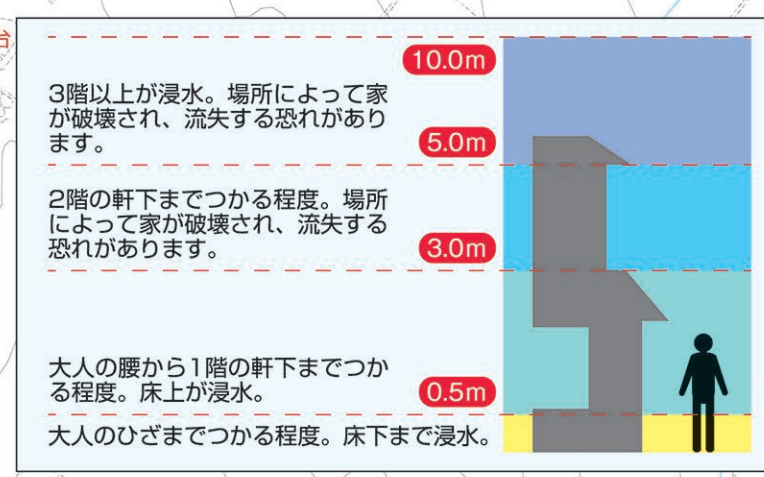 台
10.0m
3階以上が浸水。場所によって家
が破壊され、流失する恐れがあり
ます。
5.0m
2階の軒下までつかる程度。場所
によって家が破壊され、流失する
恐れがあります。
3.0m
大人の腰から1階の軒下までつか
る程度。床上が浸水。
0.5m
大人のひざまでつかる程度。床下まで浸水。